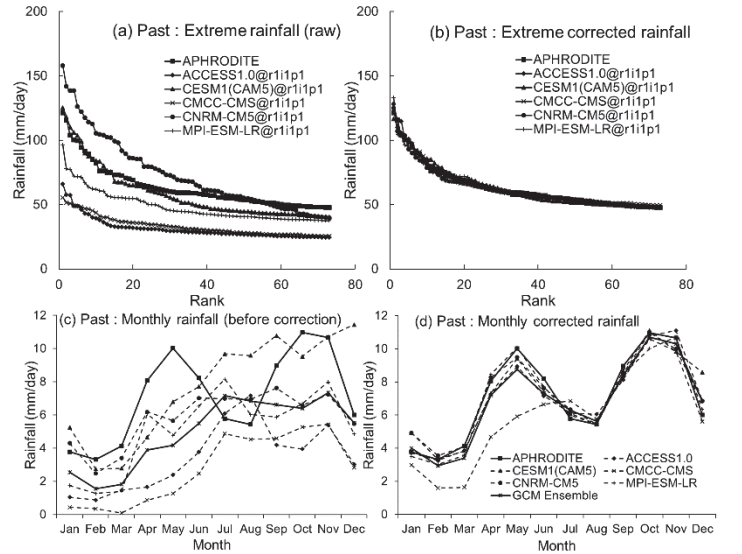 (a) Past : Extreme rainfall (raw)
200
150
100
50
0
Rainfall (mm/day)
APHRODITE
ACCESS1.0@r1i1p1
CESM1(CAM5)@r1i1p1
CMCC-CMS@r1i1p1
CNRM-CM5@r1i1p1
MPI-ESM-LR@r1i1p1
0 20 40 60 80
Rank
(b) Past : Extreme corrected rainfall
200
150
100
50
0
Rainfall (mm/day)
APHRODITE
ACCESS1.0@r1i1p1
CESM1(CAM5)@r1i1p1
CMCC-CMS@r1i1p1
CNRM-CM5@r1i1p1
MPI-ESM-LR@r1i1p1
0 20 40 60 80
Rank
(c) Past : Monthly rainfall (before correction)
12
10
8
6
4
2
0
Rainfall (mm/day)
Jan Feb Mar Apr May Jun Jul Aug Sep Oct Nov Dec
Month
(d) Past : Monthly corrected rainfall
12
10
8
6
4
2
0
Rainfall (mm/day)
APHRODITE ACCESS1.0
CESM1(CAM5) CMCC-CMS
CNRM-CM5 MPI-ESM-LR
GCM Ensemble
Jan Feb Mar Apr May Jun Jul Aug Sep Oct Nov Dec
Month